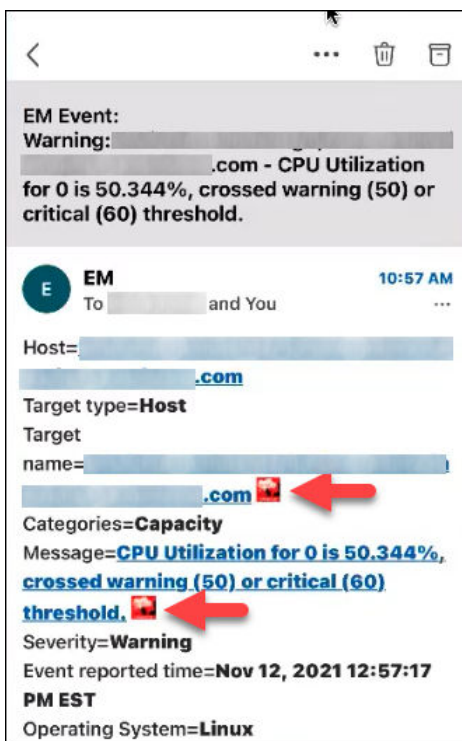 EM Event:
Warning:
.com - CPU Utilization
for 0 is 50.344%, crossed warning (50) or
critical (60) threshold.
E
EM
10:57 AM
To and You
Host=
.com
Target type=Host
Target
name=
.com
Categories=Capacity
Message=CPU Utilization for 0 is 50.344%,
crossed warning (50) or critical (60)
threshold.
Severity=Warning
Event reported time=Nov 12, 2021 12:57:17
PM EST
Operating System=Linux